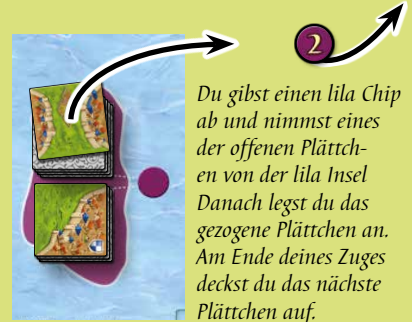 2
Du gibst einen lila Chip
ab und nimmst eines
der offenen Plättch-
en von der lila Insel
Danach legst du das
gezogene Plättchen an.
Am Ende deines Zuges
deckst du das nächste
Plättchen auf.